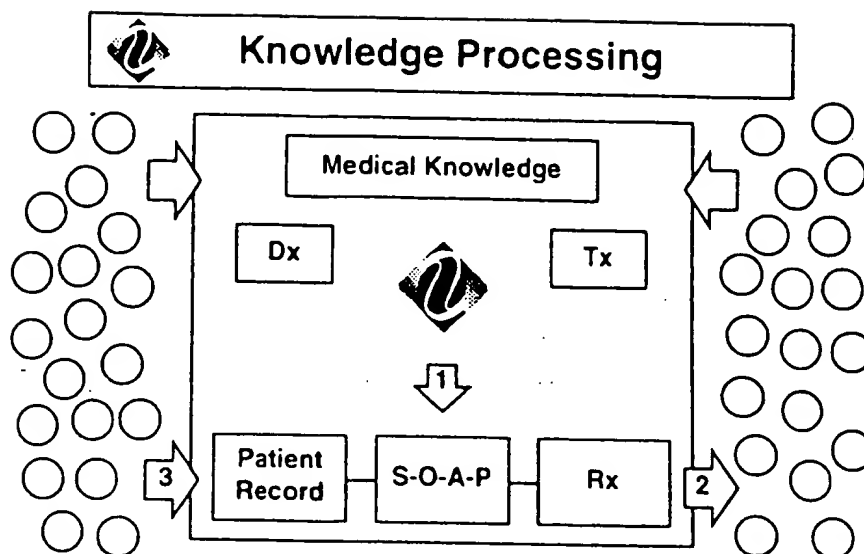 Knowledge Processing
Medical Knowledge
Dx
Tx
1
3
Patient
Record
S-O-A-P
Rx
2